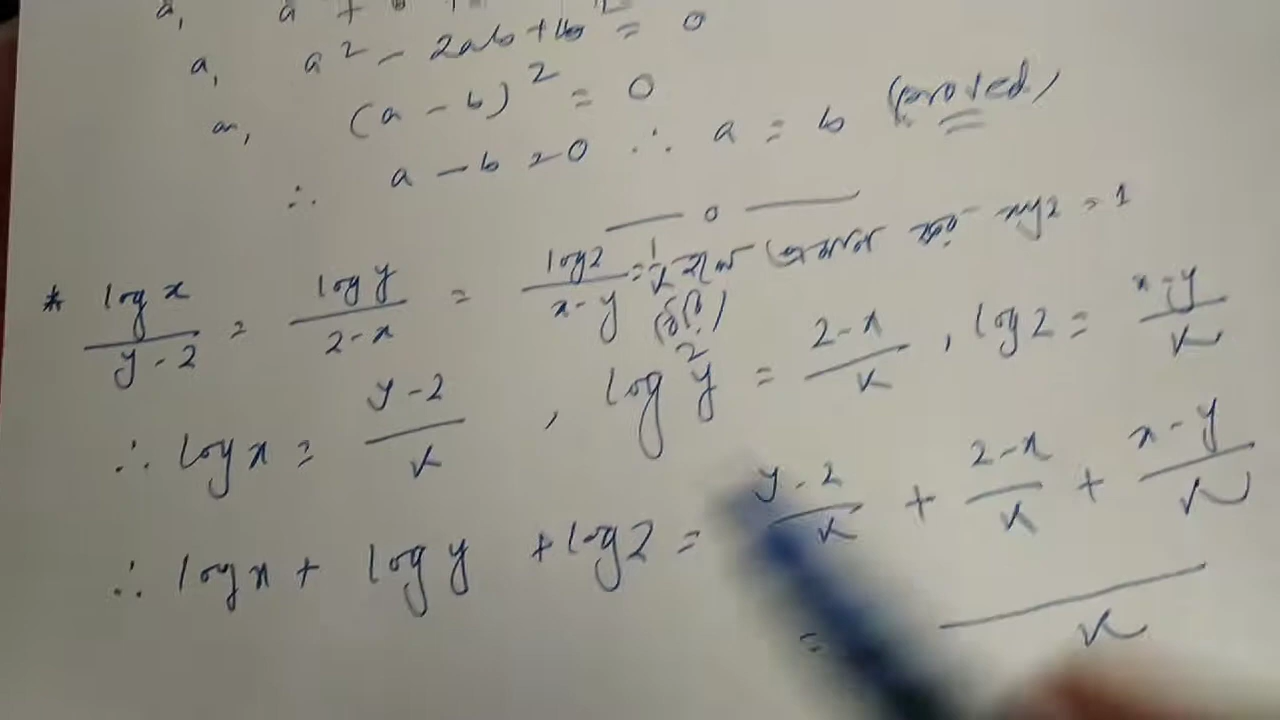 a² - 2ab + b² = 0
(a - b)² = 0
∴ a - b = 0 ∴ a = b (proved)
* log x / y - z = log y / z - x = log z / x - y = 1/k হলে xyz = 1
(ধরি)
∴ log x = y - z / k , log y = z - x / k , log z = x - y / k
∴ log x + log y + log z = y - z / k + z - x / k + x - y / k
= / k